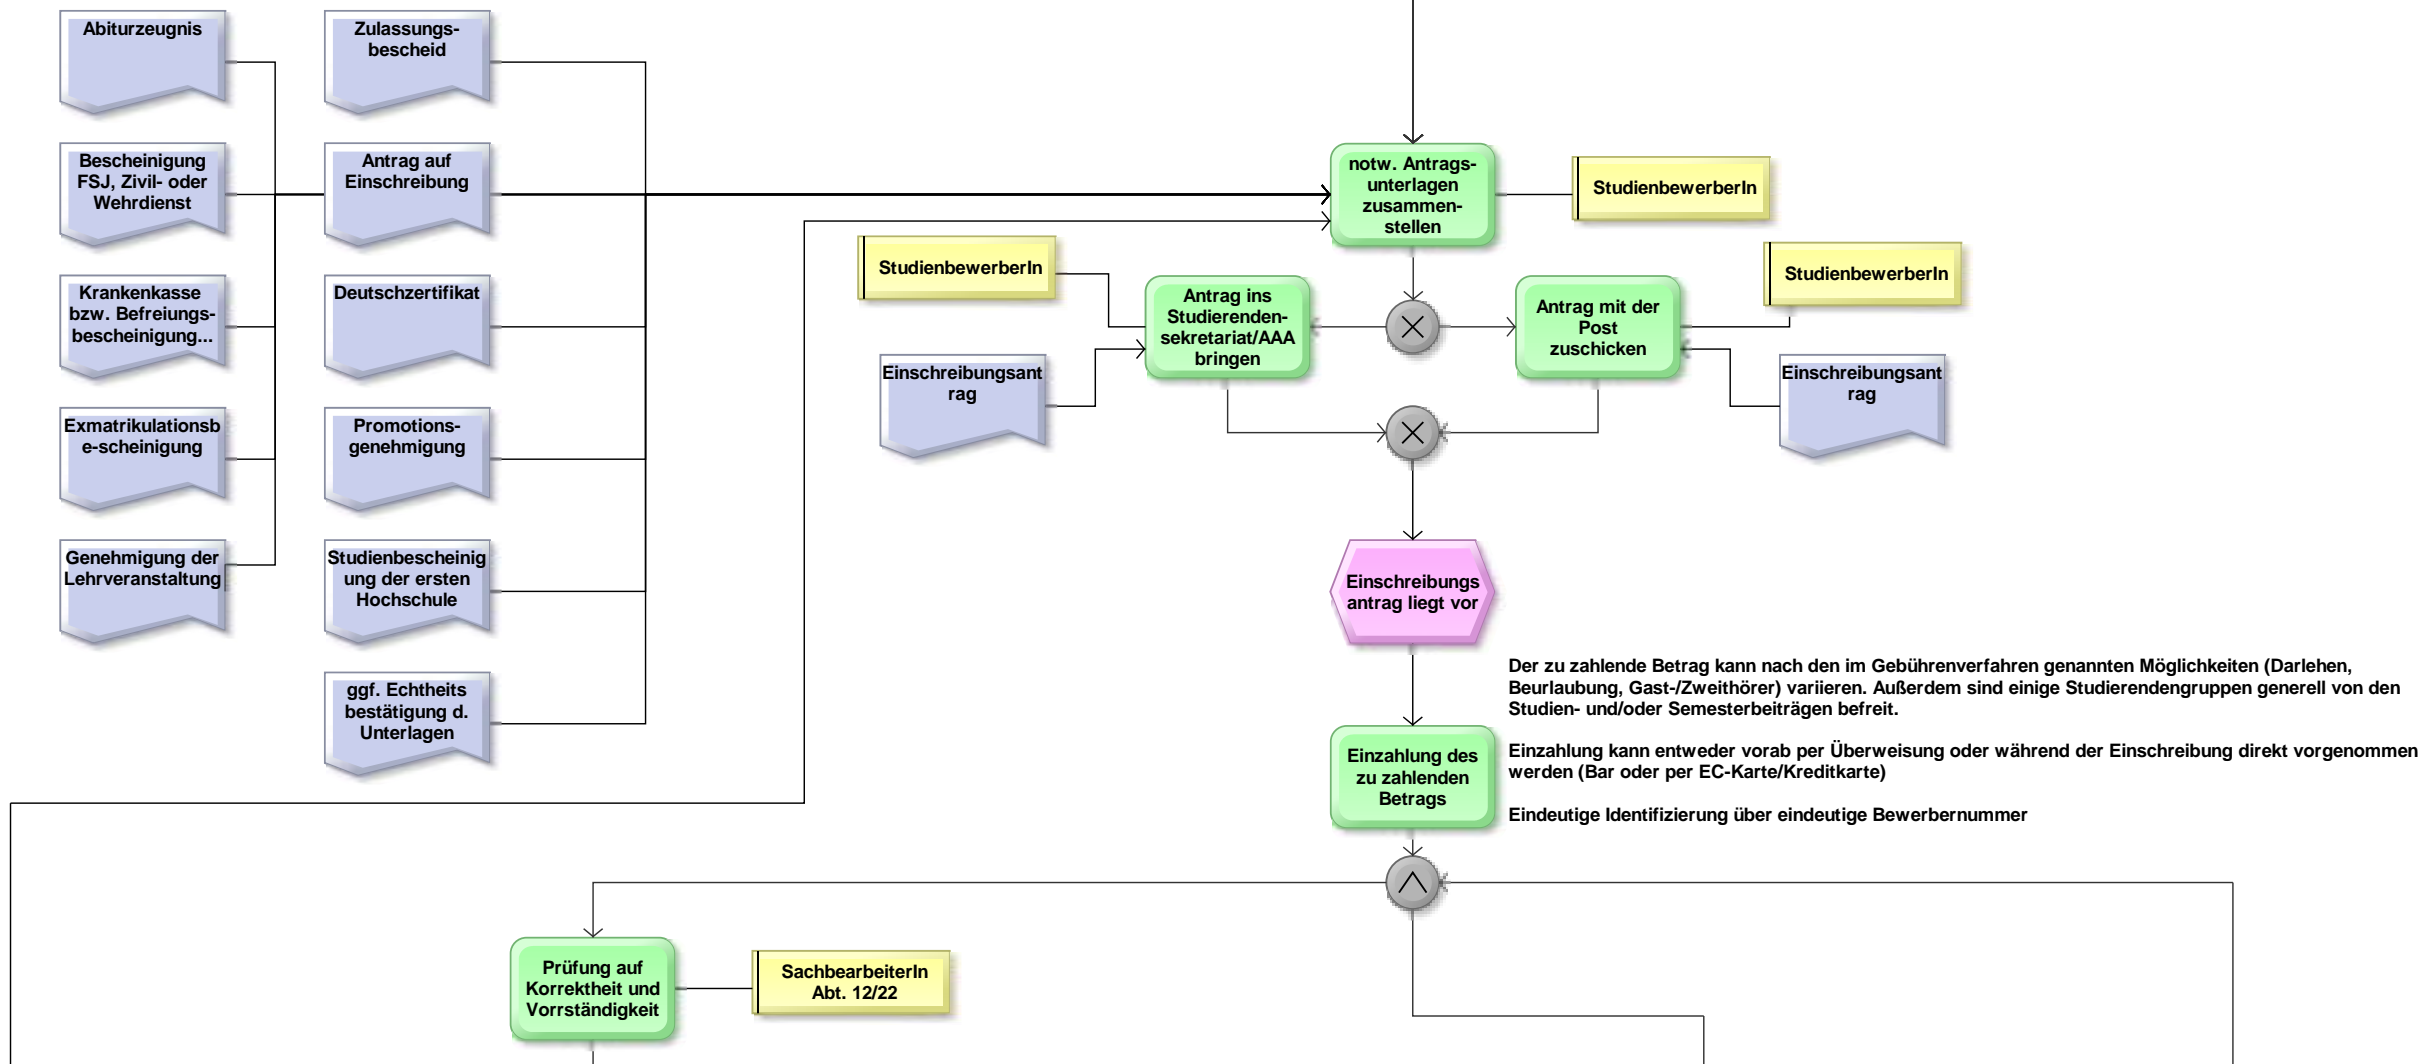 Abiturzeugnis
Zulassungs-
bescheid
Bescheinigung
FSJ, Zivil- oder
Wehrdienst
Antrag auf
Einschreibung
notw. Antrags-
unterlagen
zusammen-
stellen
StudienbewerberIn
Krankenkasse
bzw. Befreiungs-
bescheinigung...
Deutschzertifikat
StudienbewerberIn
Antrag ins
Studierenden-
sekretariat/AAA
bringen
Antrag mit der
Post
zuschicken
StudienbewerberIn
Einschreibungsant
rag
Einschreibungsant
rag
Exmatrikulationsb
e-scheinigung
Promotions-
genehmigung
Genehmigung der
Lehrveranstaltung
Studienbescheinig
ung der ersten
Hochschule
Einschreibungs
antrag liegt vor
ggf. Echtheits
bestätigung d.
Unterlagen
Der zu zahlende Betrag kann nach den im Gebührenverfahren genannten Möglichkeiten (Darlehen,
Beurlaubung, Gast-/Zweithörer) variieren. Außerdem sind einige Studierendengruppen generell von den
Studien- und/oder Semesterbeiträgen befreit.
Einzahlung des
zu zahlenden
Betrags
Einzahlung kann entweder vorab per Überweisung oder während der Einschreibung direkt vorgenommen
werden (Bar oder per EC-Karte/Kreditkarte)
Eindeutige Identifizierung über eindeutige Bewerbernummer
Prüfung auf
Korrektheit und
Vorrständigkeit
SachbearbeiterIn
Abt. 12/22